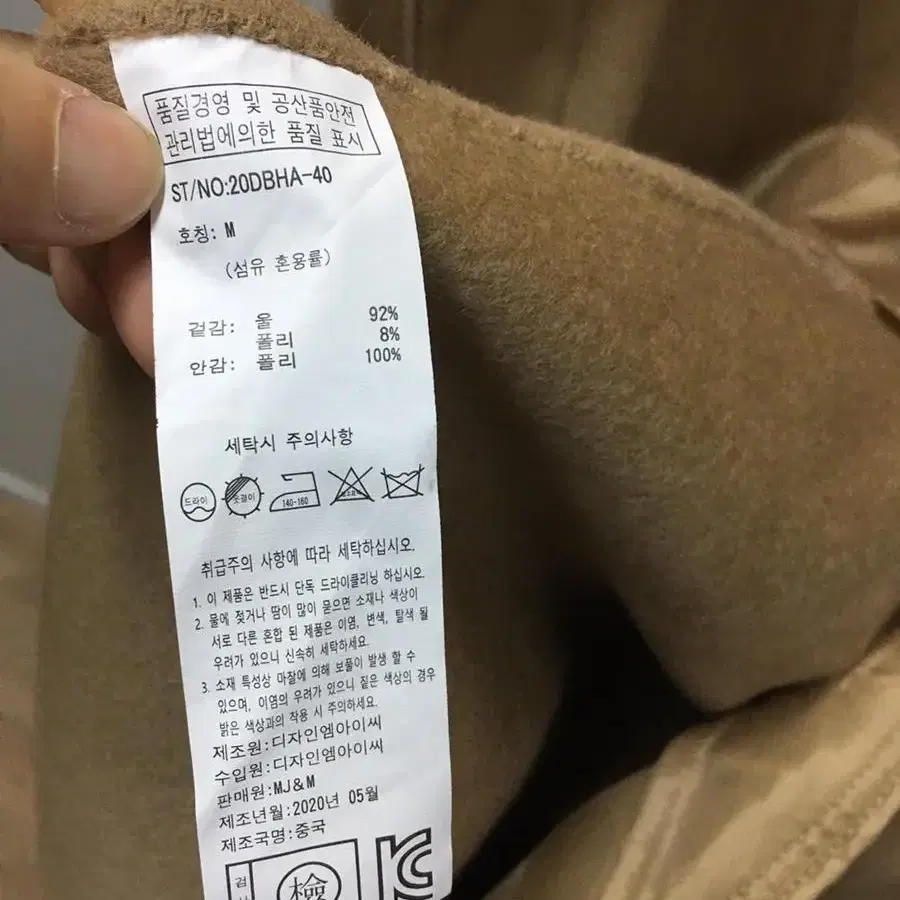 품질경영 및 공산품안전
관리법에의한 품질 표시
ST/NO:20DBHA-40
호칭: M
(섬유 혼용률)
겉감: 울 92%
폴리 8%
안감: 폴리 100%
세탁시 주의사항
드라이 옷걸이 140-160
취급주의 사항에 따라 세탁하십시오.
1. 이 제품은 반드시 단독 드라이클리닝 하십시오.
2. 물에 젖거나 땀이 많이 묻으면 소재나 색상이
서로 다른 혼합 된 제품은 이염, 변색, 탈색 될
우려가 있으니 신속히 세탁하세요.
3. 소재 특성상 마찰에 의해 보풀이 발생 할 수
있으며, 이염의 우려가 있으니 짙은 색상의 경우
밝은 색상과의 착용 시 주의하세요.
제조원:디자인엠아이씨
수입원:디자인엠아이씨
판매원:MJ&M
제조년월:2020년 05월
제조국명:중국
검 檢